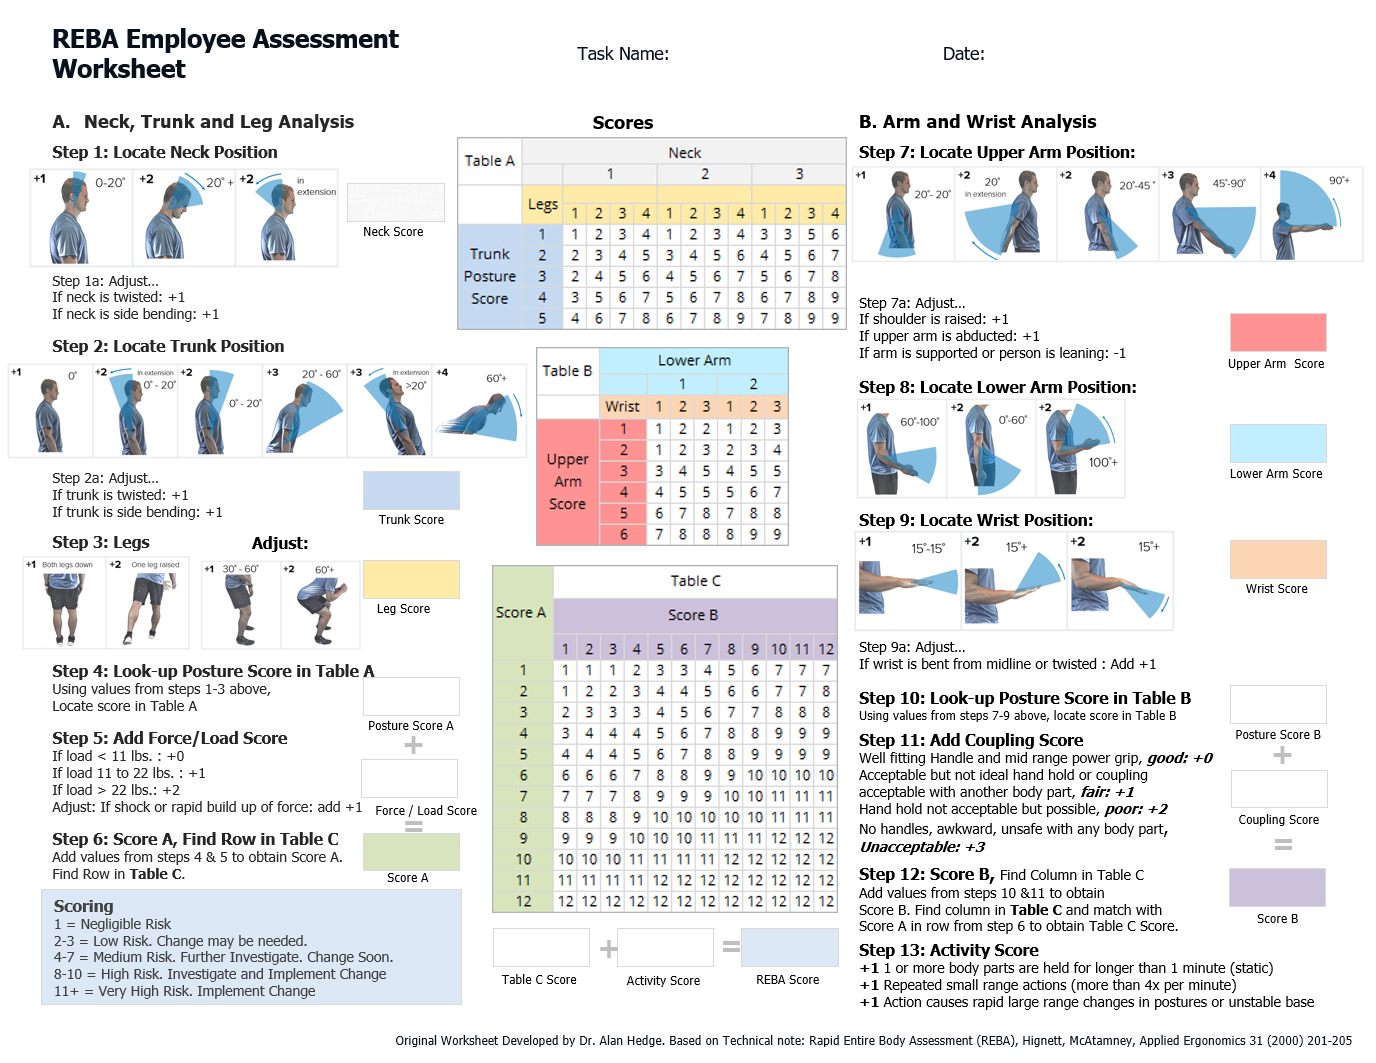 REBA Employee Assessment
Worksheet
Task Name:
Date:
A. Neck, Trunk and Leg Analysis
Step 1: Locate Neck Position
+1 0-20°
+2 20° +
+2 in
extension
Neck Score
Step 1a: Adjust...
If neck is twisted: +1
If neck is side bending: +1
Step 2: Locate Trunk Position
+1 0°
+2 In extension
0° - 20°
+2 0° - 20°
+3 20° - 60°
+3 In extension
>20°
+4 60°+
Step 2a: Adjust...
If trunk is twisted: +1
If trunk is side bending: +1
Trunk Score
Step 3: Legs
Adjust:
+1 Both legs down
+2 One leg raised
+1 30° - 60°
+2 60°+
Leg Score
Step 4: Look-up Posture Score in Table A
Using values from steps 1-3 above,
Locate score in Table A
Posture Score A
+
Step 5: Add Force/Load Score
If load < 11 lbs. : +0
If load 11 to 22 lbs. : +1
If load > 22 lbs.: +2
Adjust: If shock or rapid build up of force: add +1
Force / Load Score
=
Step 6: Score A, Find Row in Table C
Add values from steps 4 & 5 to obtain Score A.
Find Row in Table C.
Score A
Scoring
1 = Negligible Risk
2-3 = Low Risk. Change may be needed.
4-7 = Medium Risk. Further Investigate. Change Soon.
8-10 = High Risk. Investigate and Implement Change
11+ = Very High Risk. Implement Change
Scores
Table A
Neck
1 2 3
Legs
1 2 3 4 1 2 3 4 1 2 3 4
Trunk
Posture
Score
1 1 2 3 4 1 2 3 4 3 3 5 6
2 2 3 4 5 3 4 5 6 4 5 6 7
3 2 4 5 6 4 5 6 7 5 6 7 8
4 3 5 6 7 5 6 7 8 6 7 8 9
5 4 6 7 8 6 7 8 9 7 8 9 9
Table B
Lower Arm
1 2
Wrist 1 2 3 1 2 3
Upper
Arm
Score
1 1 2 2 1 2 3
2 1 2 3 2 3 4
3 3 4 5 4 5 5
4 4 5 5 5 6 7
5 6 7 8 7 8 8
6 7 8 8 8 9 9
Table C
Score A
Score B
1 2 3 4 5 6 7 8 9 10 11 12
1 1 1 1 2 3 3 4 5 6 7 7 7
2 1 2 2 3 4 4 5 6 6 7 7 8
3 2 3 3 3 4 5 6 7 7 8 8 8
4 3 4 4 4 5 6 7 8 8 9 9 9
5 4 4 4 5 6 7 8 8 9 9 9 9
6 6 6 6 7 8 8 9 9 10 10 10 10
7 7 7 7 8 9 9 9 10 10 11 11 11
8 8 8 8 9 10 10 10 10 10 11 11 11
9 9 9 9 10 10 10 11 11 11 12 12 12
10 10 10 10 11 11 11 11 12 12 12 12 12
11 11 11 11 11 12 12 12 12 12 12 12 12
12 12 12 12 12 12 12 12 12 12 12 12 12
+
=
Table C Score
Activity Score
REBA Score
B. Arm and Wrist Analysis
Step 7: Locate Upper Arm Position:
+1 20°- 20°
+2 20°
In extension
+2 20°-45°
+3 45°-90°
+4 90°+
Step 7a: Adjust...
If shoulder is raised: +1
If upper arm is abducted: +1
If arm is supported or person is leaning: -1
Upper Arm Score
Step 8: Locate Lower Arm Position:
+1 60°-100°
+2 0°-60°
+2 100°+
Lower Arm Score
Step 9: Locate Wrist Position:
+1 15°-15°
+2 15°+
+2 15°+
Wrist Score
Step 9a: Adjust...
If wrist is bent from midline or twisted : Add +1
Step 10: Look-up Posture Score in Table B
Using values from steps 7-9 above, locate score in Table B
Posture Score B
+
Step 11: Add Coupling Score
Well fitting Handle and mid range power grip, good: +0
Acceptable but not ideal hand hold or coupling
acceptable with another body part, fair: +1
Hand hold not acceptable but possible, poor: +2
No handles, awkward, unsafe with any body part,
Unacceptable: +3
Coupling Score
=
Step 12: Score B, Find Column in Table C
Add values from steps 10 &11 to obtain
Score B. Find column in Table C and match with
Score A in row from step 6 to obtain Table C Score.
Score B
Step 13: Activity Score
+1 1 or more body parts are held for longer than 1 minute (static)
+1 Repeated small range actions (more than 4x per minute)
+1 Action causes rapid large range changes in postures or unstable base
Original Worksheet Developed by Dr. Alan Hedge. Based on Technical note: Rapid Entire Body Assessment (REBA), Hignett, McAtamney, Applied Ergonomics 31 (2000) 201-205